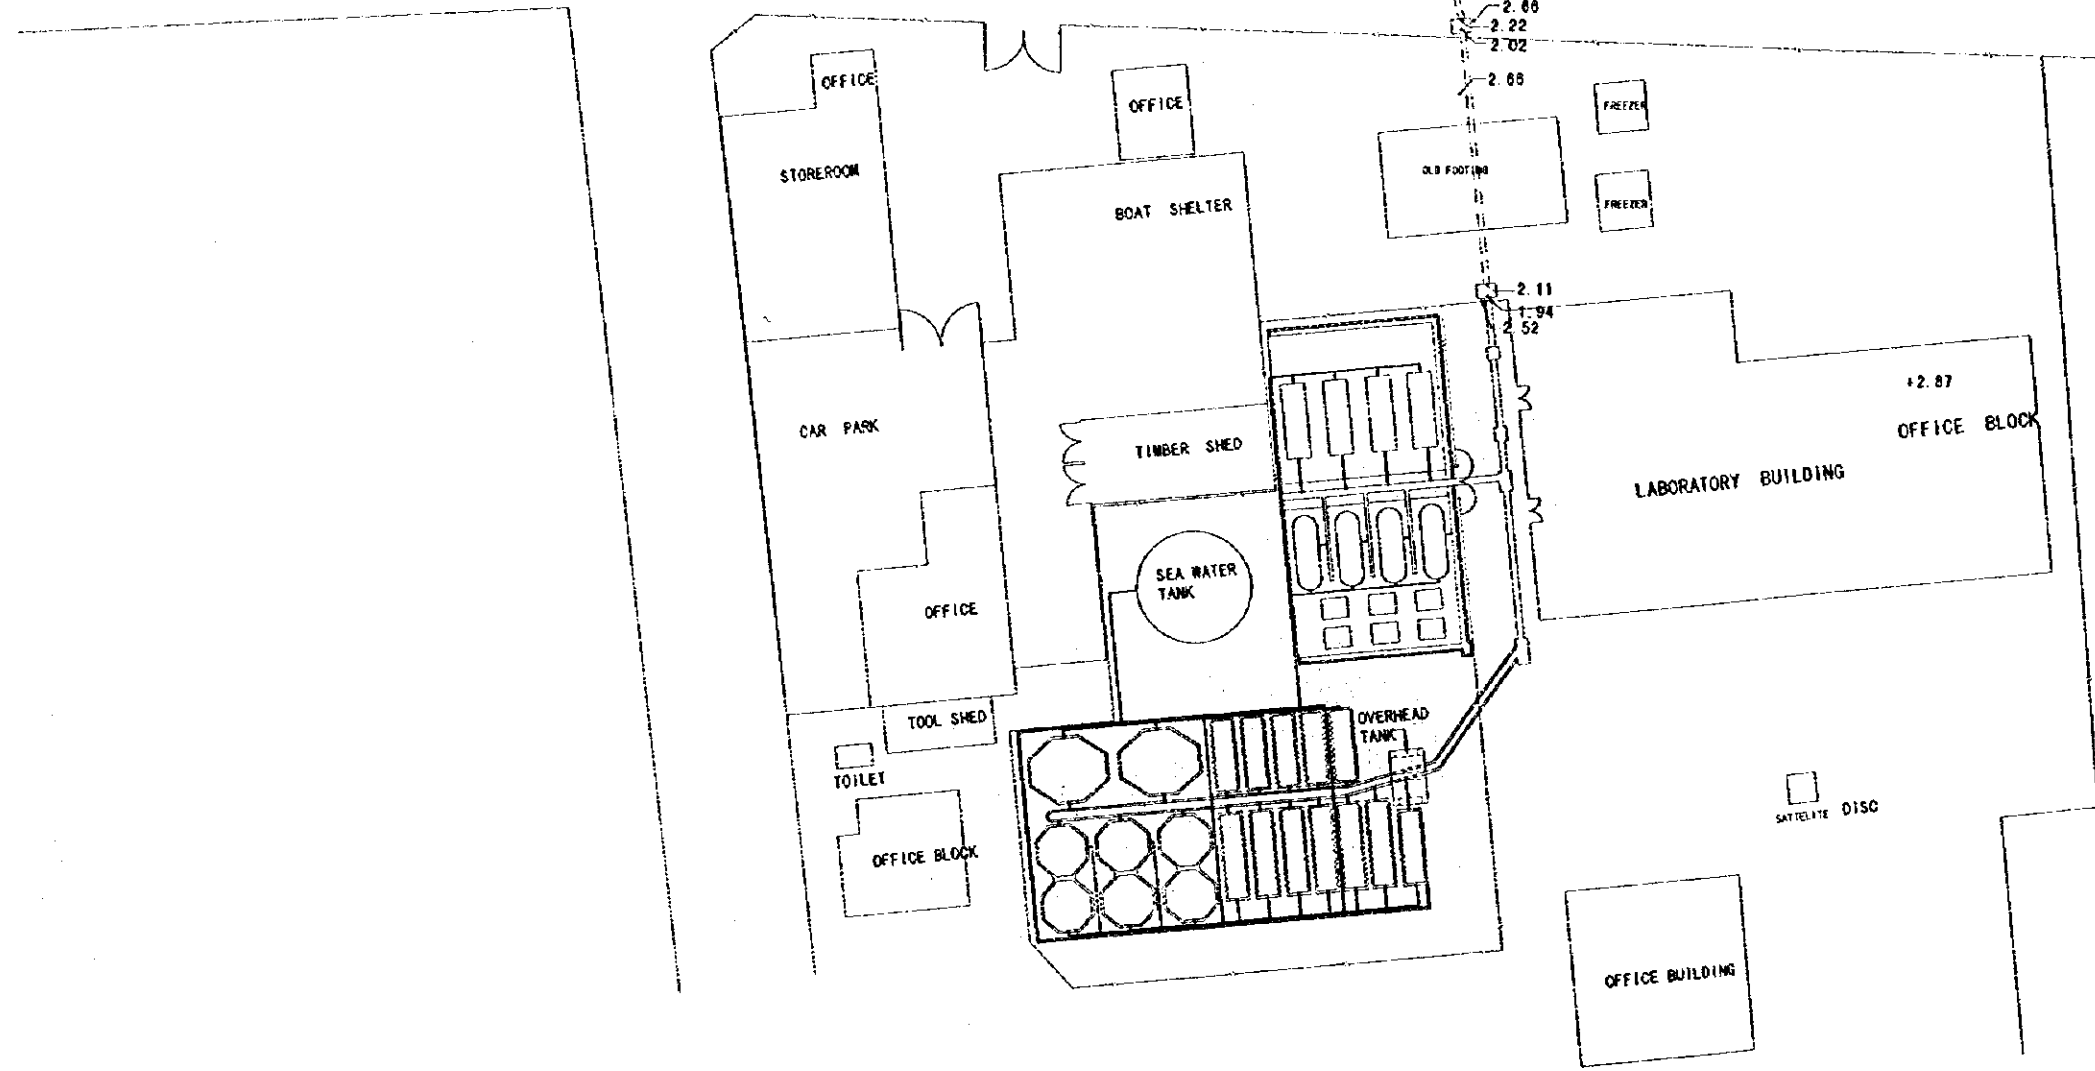 2.66
2.22
2.02
2.66
OFFICE
OFFICE
FREEZER
STOREROOM
OLD FOOTING
BOAT SHELTER
FREEZER
2.11
1.94
2.52
+2.87
CAR PARK
OFFICE BLOCK
TIMBER SHED
LABORATORY BUILDING
SEA WATER
TANK
OFFICE
TOOL SHED
OVERHEAD
TANK
TOILET
SATTELITE DISC
OFFICE BLOCK
OFFICE BUILDING